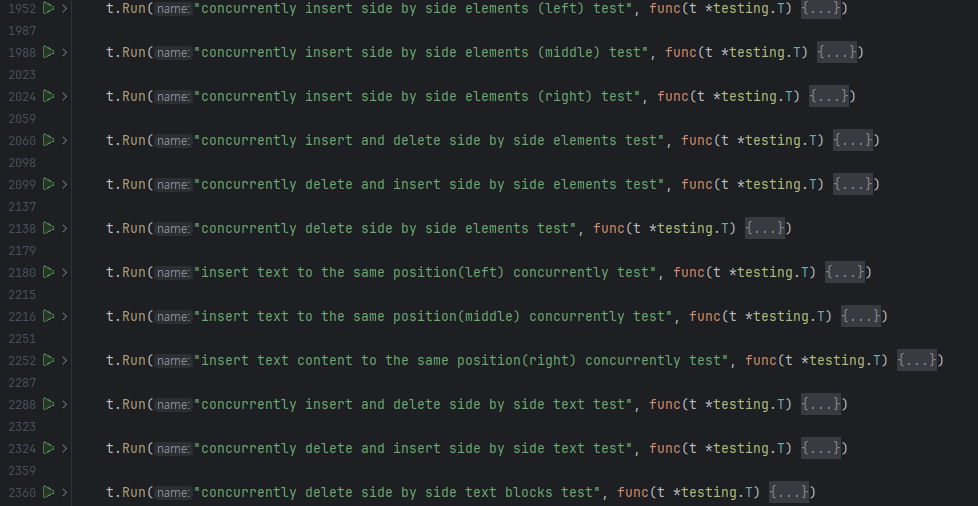 1952 t.Run(name:"concurrently insert side by side elements (left) test", func(t *testing.T) {...})
1987
1988 t.Run(name:"concurrently insert side by side elements (middle) test", func(t *testing.T) {...})
2023
2024 t.Run(name:"concurrently insert side by side elements (right) test", func(t *testing.T) {...})
2059
2060 t.Run(name:"concurrently insert and delete side by side elements test", func(t *testing.T) {...})
2098
2099 t.Run(name:"concurrently delete and insert side by side elements test", func(t *testing.T) {...})
2137
2138 t.Run(name:"concurrently delete side by side elements test", func(t *testing.T) {...})
2179
2180 t.Run(name:"insert text to the same position(left) concurrently test", func(t *testing.T) {...})
2215
2216 t.Run(name:"insert text to the same position(middle) concurrently test", func(t *testing.T) {...})
2251
2252 t.Run(name:"insert text content to the same position(right) concurrently test", func(t *testing.T) {...})
2287
2288 t.Run(name:"concurrently insert and delete side by side text test", func(t *testing.T) {...})
2323
2324 t.Run(name:"concurrently delete and insert side by side text test", func(t *testing.T) {...})
2359
2360 t.Run(name:"concurrently delete side by side text blocks test", func(t *testing.T) {...})